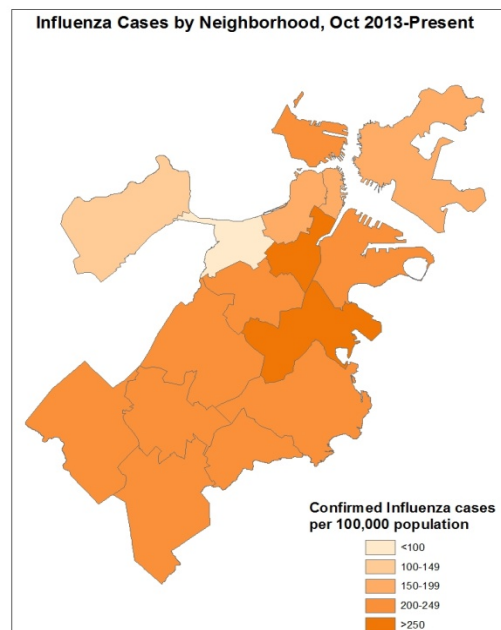 Influenza Cases by Neighborhood, Oct 2013-Present
Confirmed Influenza cases
per 100,000 population
<100
100-149
150-199
200-249
>250